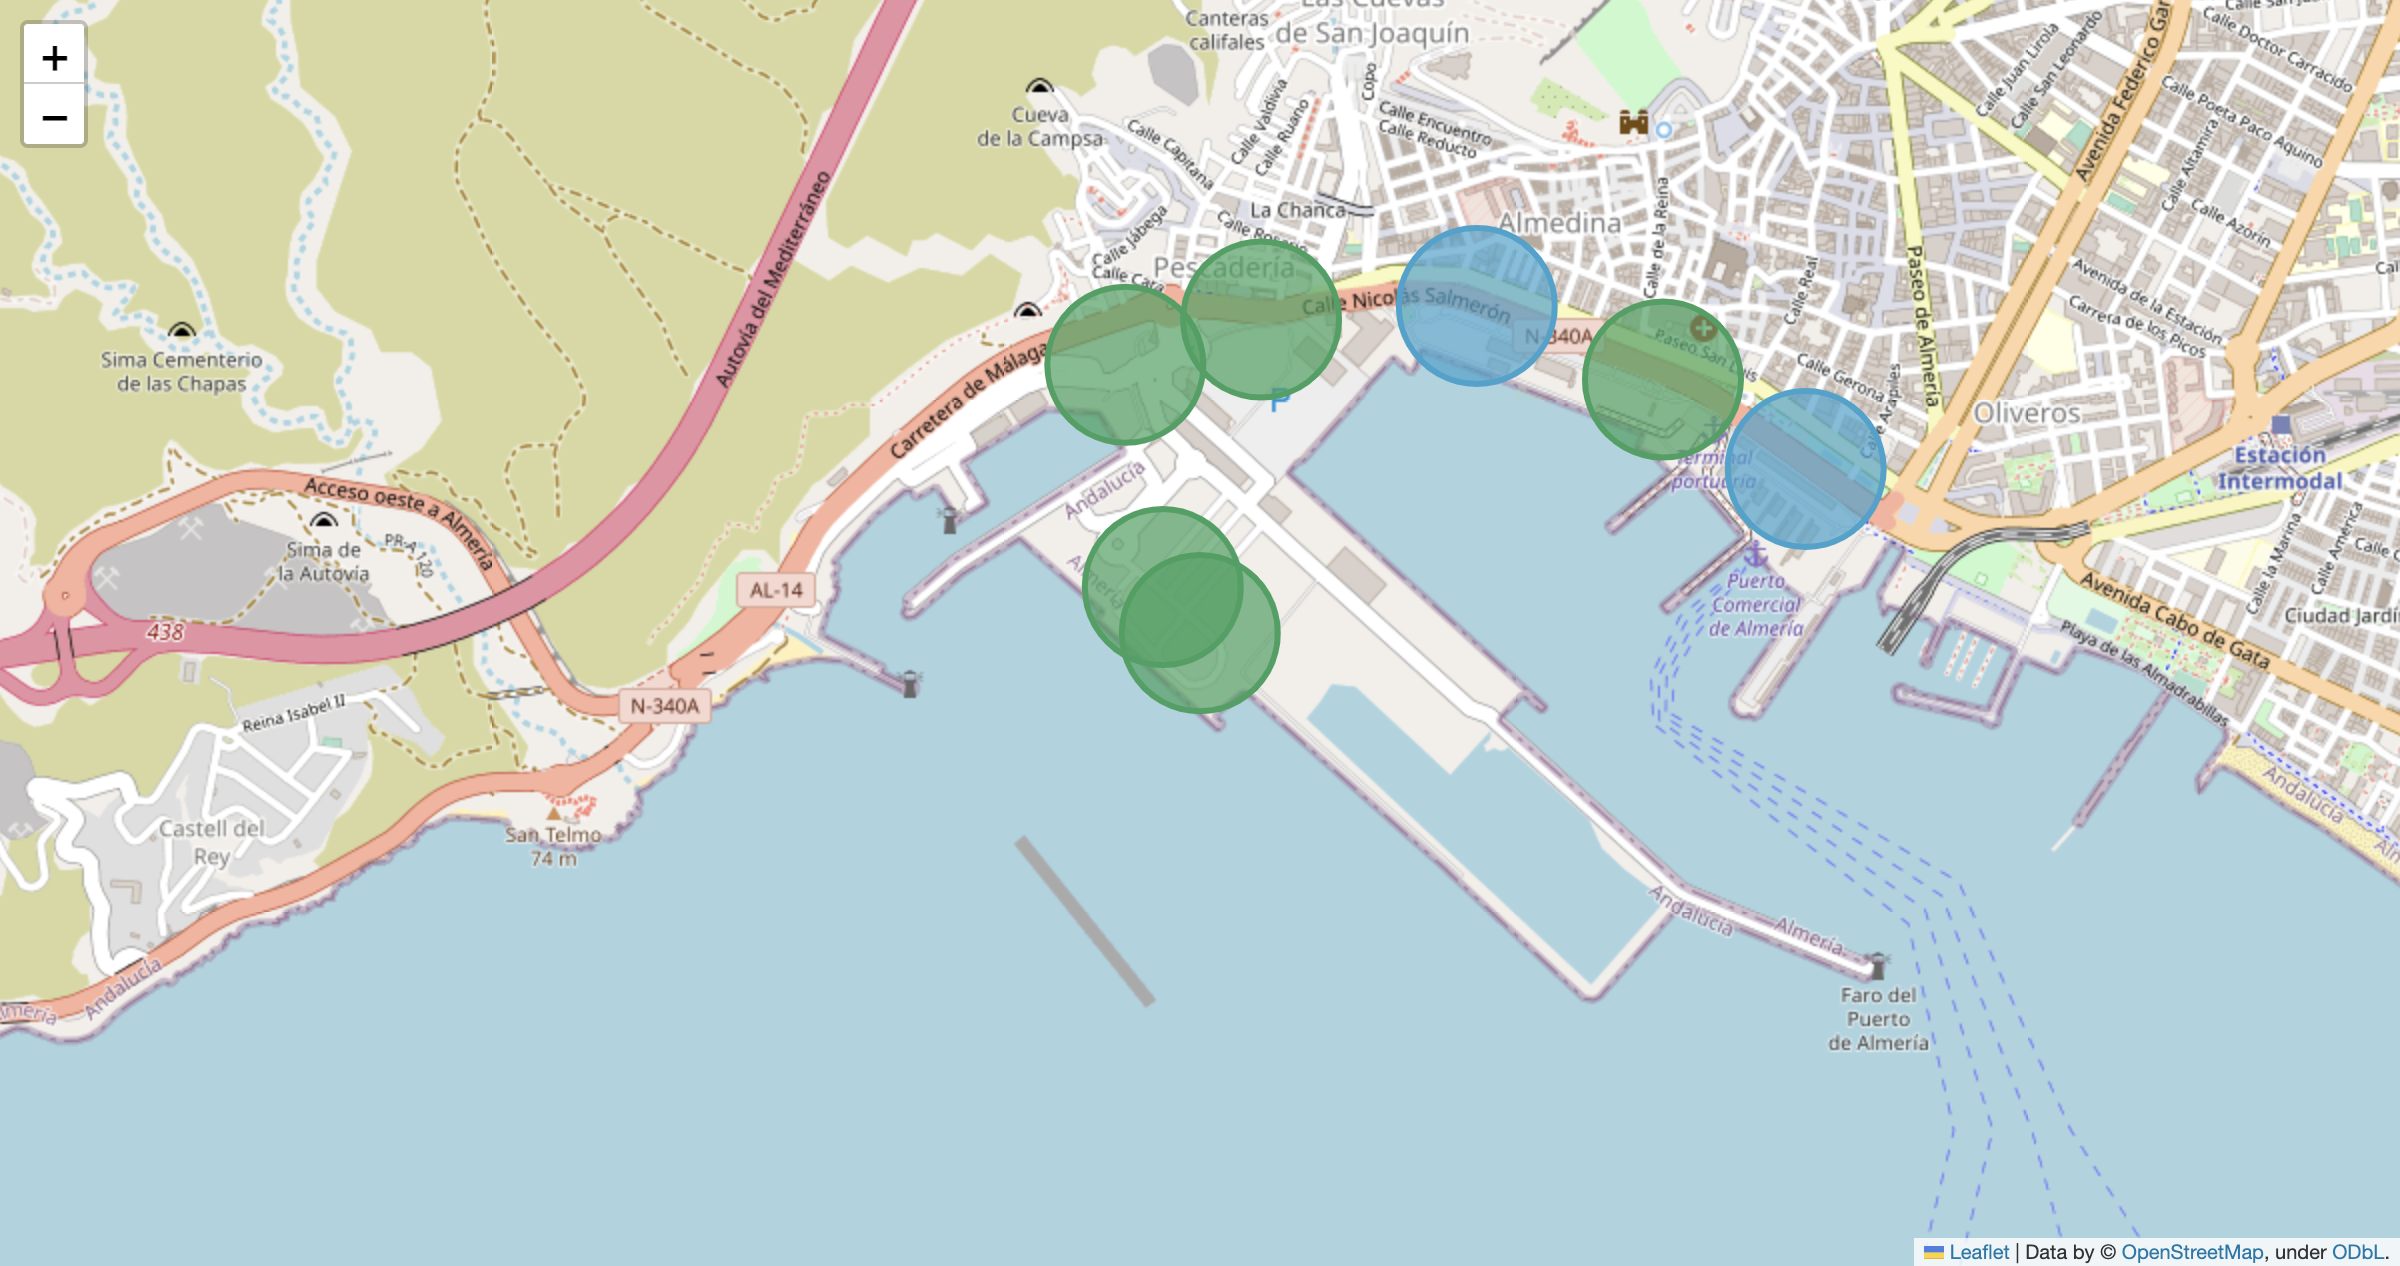 +
−
Canteras
califales
Las Cuevas
de San Joaquín
Cueva
de la Campsa
Calle Capitana
Calle Valdivia
Calle Ruano
Copo
Calle Encuentro
Calle Reducto
La Chanca
Calle Jábega
Calle Cara
Calle Rosario
Pescadería
Almedina
Calle de la Reina
Calle Real
Calle Juan Lirola
Calle San Leonardo
Calle Doctor Carracido
Calle Poeta Paco Aquino
Calle Altamira
Calle Azorín
Avenida Federico Gar
Paseo de Almería
Avenida de la Estación
Carrera de los Picos
Autovía del Mediterráneo
Carretera de Málaga
Calle Nicolás Salmerón
N-340A
Paseo San Luis
Calle Gerona
Calle Arapiles
Oliveros
Estación
Intermodal
Sima Cementerio
de las Chapas
Acceso oeste a Almería
Sima de
la Autovía
PR-A 120
438
AL-14
N-340A
P
Terminal
portuaria
Puerto
Comercial
de Almería
Andalucía
Almería
Avenida Cabo de Gata
Playa de las Almadrabillas
Calle la Marina
Calle América
Calle C
Ciudad Jardí
Cal
Reina Isabel II
Castell del
Rey
San Telmo
74 m
Andalucía
Almería
Andalucía
Alm
Andalucía
lmería
Faro del
Puerto
de Almería
Leaflet | Data by © OpenStreetMap, under ODbL.